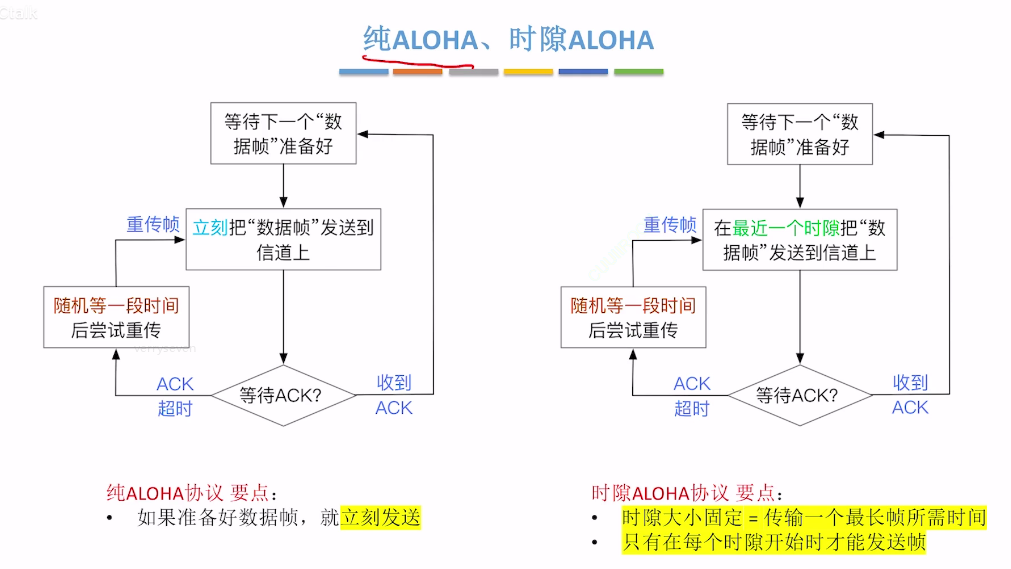 纯ALOHA、时隙ALOHA
等待下一个“数
据帧”准备好
重传帧
立刻把“数据帧”发送到
信道上
随机等一段时间
后尝试重传
ACK
超时
等待ACK?
收到
ACK
等待下一个“数
据帧”准备好
重传帧
在最近一个时隙把“数
据帧”发送到信道上
随机等一段时间
后尝试重传
ACK
超时
等待ACK?
收到
ACK
纯ALOHA协议 要点：
• 如果准备好数据帧，就立刻发送
时隙ALOHA协议 要点：
• 时隙大小固定 = 传输一个最长帧所需时间
• 只有在每个时隙开始时才能发送帧